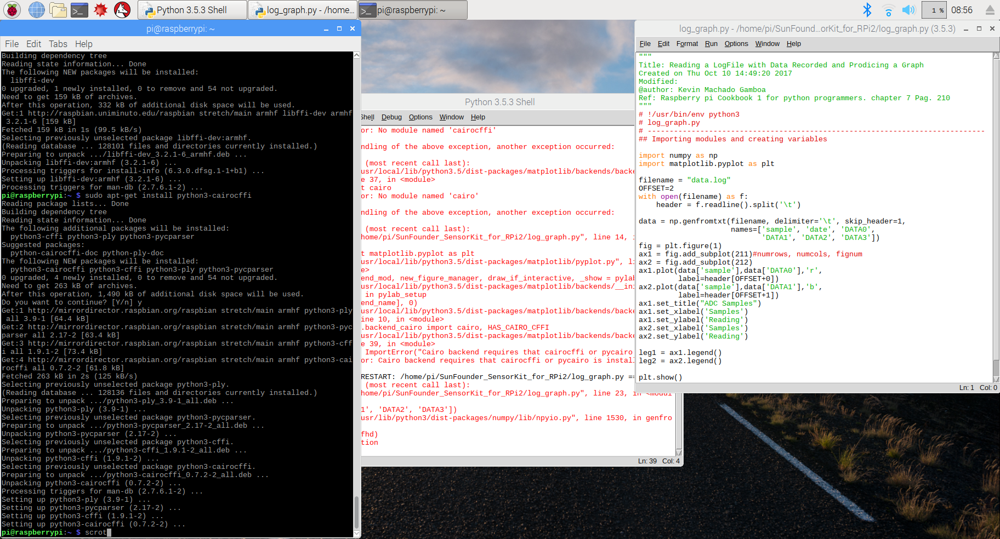 Python 3.5.3 Shell
log_graph.py - /home...
pi@raspberrypi: ~
1 %
08:56
pi@raspberrypi: ~
File Edit Tabs Help
Building dependency tree
Reading state information... Done
The following NEW packages will be installed:
  libffi-dev
0 upgraded, 1 newly installed, 0 to remove and 54 not upgraded.
Need to get 159 kB of archives.
After this operation, 332 kB of additional disk space will be used.
Get:1 http://raspbian.uniminuto.edu/raspbian stretch/main armhf libffi-dev armhf
 3.2.1-6 [159 kB]
Fetched 159 kB in 1s (99.5 kB/s)
Selecting previously unselected package libffi-dev:armhf.
(Reading database ... 128101 files and directories currently installed.)
Preparing to unpack .../libffi-dev_3.2.1-6_armhf.deb ...
Unpacking libffi-dev:armhf (3.2.1-6) ...
Processing triggers for install-info (6.3.0.dfsg.1-1+b1) ...
Setting up libffi-dev:armhf (3.2.1-6) ...
Processing triggers for man-db (2.7.6.1-2) ...
pi@raspberrypi:~ $ sudo apt-get install python3-cairocffi
Reading package lists... Done
Building dependency tree
Reading state information... Done
The following additional packages will be installed:
  python3-cffi python3-ply python3-pycparser
Suggested packages:
  python-cairocffi-doc python-ply-doc
The following NEW packages will be installed:
  python3-cairocffi python3-cffi python3-ply python3-pycparser
0 upgraded, 4 newly installed, 0 to remove and 54 not upgraded.
Need to get 263 kB of archives.
After this operation, 1,490 kB of additional disk space will be used.
Do you want to continue? [Y/n] y
Get:1 http://mirrordirector.raspbian.org/raspbian stretch/main armhf python3-ply
 all 3.9-1 [64.4 kB]
Get:2 http://mirrordirector.raspbian.org/raspbian stretch/main armhf python3-pyc
parser all 2.17-2 [63.4 kB]
Get:3 http://mirrordirector.raspbian.org/raspbian stretch/main armhf python3-cff
i all 1.9.1-2 [73.4 kB]
Get:4 http://mirrordirector.raspbian.org/raspbian stretch/main armhf python3-cai
rocffi all 0.7.2-2 [61.8 kB]
Fetched 263 kB in 2s (125 kB/s)
Selecting previously unselected package python3-ply.
(Reading database ... 128136 files and directories currently installed.)
Preparing to unpack .../python3-ply_3.9-1_all.deb ...
Unpacking python3-ply (3.9-1) ...
Selecting previously unselected package python3-pycparser.
Preparing to unpack .../python3-pycparser_2.17-2_all.deb ...
Unpacking python3-pycparser (2.17-2) ...
Selecting previously unselected package python3-cffi.
Preparing to unpack .../python3-cffi_1.9.1-2_all.deb ...
Unpacking python3-cffi (1.9.1-2) ...
Selecting previously unselected package python3-cairocffi.
Preparing to unpack .../python3-cairocffi_0.7.2-2_all.deb ...
Unpacking python3-cairocffi (0.7.2-2) ...
Processing triggers for man-db (2.7.6.1-2) ...
Setting up python3-ply (3.9-1) ...
Setting up python3-pycparser (2.17-2) ...
Setting up python3-cffi (1.9.1-2) ...
Setting up python3-cairocffi (0.7.2-2) ...
pi@raspberrypi:~ $ scrot
Python 3.5.3 Shell
Shell Debug Options Window Help
or: No module named 'cairocffi'
ndling of the above exception, another exception occurred:
 (most recent call last):
usr/local/lib/python3.5/dist-packages/matplotlib/backends/backe
e 37, in <module>
t cairo
or: No module named 'cairo'
ndling of the above exception, another exception occurred:
 (most recent call last):
home/pi/SunFounder_SensorKit_for_RPi2/log_graph.py", line 14, i
t matplotlib.pyplot as plt
usr/local/lib/python3.5/dist-packages/matplotlib/pyplot.py", li
e>
end_mod, new_figure_manager, draw_if_interactive, _show = pylab
usr/local/lib/python3.5/dist-packages/matplotlib/backends/__ini
 in pylab_setup
end_name], 0)
usr/local/lib/python3.5/dist-packages/matplotlib/backends/backe
ine 10, in <module>
.backend_cairo import cairo, HAS_CAIRO_CFFI
usr/local/lib/python3.5/dist-packages/matplotlib/backends/backe
e 39, in <module>
 ImportError("Cairo backend requires that cairocffi or pycairo
or: Cairo backend requires that cairocffi or pycairo is instal
RESTART: /home/pi/SunFounder_SensorKit_for_RPi2/log_graph.py ==
 (most recent call last):
home/pi/SunFounder_SensorKit_for_RPi2/log_graph.py", line 23, in <modul
1', 'DATA2', 'DATA3'])
usr/lib/python3/dist-packages/numpy/lib/npyio.py", line 1530, in genfro
fhd)
tion
Ln: 39 Col: 4
log_graph.py - /home/pi/SunFound...orKit_for_RPi2/log_graph.py (3.5.3)
File Edit Format Run Options Window Help
"""
Title: Reading a LogFile with Data Recorded and Prodicing a Graph
Created on Thu Oct 10 14:49:20 2017
Modified:
@author: Kevin Machado Gamboa
Ref: Raspberry pi Cookbook 1 for python programmers. chapter 7 Pag. 210
"""
# !/usr/bin/env python3
# log_graph.py
# -----------------------------------------------------------------------------
## Importing modules and creating variables
import numpy as np
import matplotlib.pyplot as plt
filename = "data.log"
OFFSET=2
with open(filename) as f:
    header = f.readline().split('\t')
data = np.genfromtxt(filename, delimiter='\t', skip_header=1,
                     names=['sample', 'date', 'DATA0',
                            'DATA1', 'DATA2', 'DATA3'])
fig = plt.figure(1)
ax1 = fig.add_subplot(211)#numrows, numcols, fignum
ax2 = fig.add_subplot(212)
ax1.plot(data['sample'],data['DATA0'],'r',
         label=header[OFFSET+0])
ax2.plot(data['sample'],data['DATA1'],'b',
         label=header[OFFSET+1])
ax1.set_title("ADC Samples")
ax1.set_xlabel('Samples')
ax1.set_ylabel('Reading')
ax2.set_xlabel('Samples')
ax2.set_ylabel('Reading')
leg1 = ax1.legend()
leg2 = ax2.legend()
plt.show()
Ln: 1 Col: 0